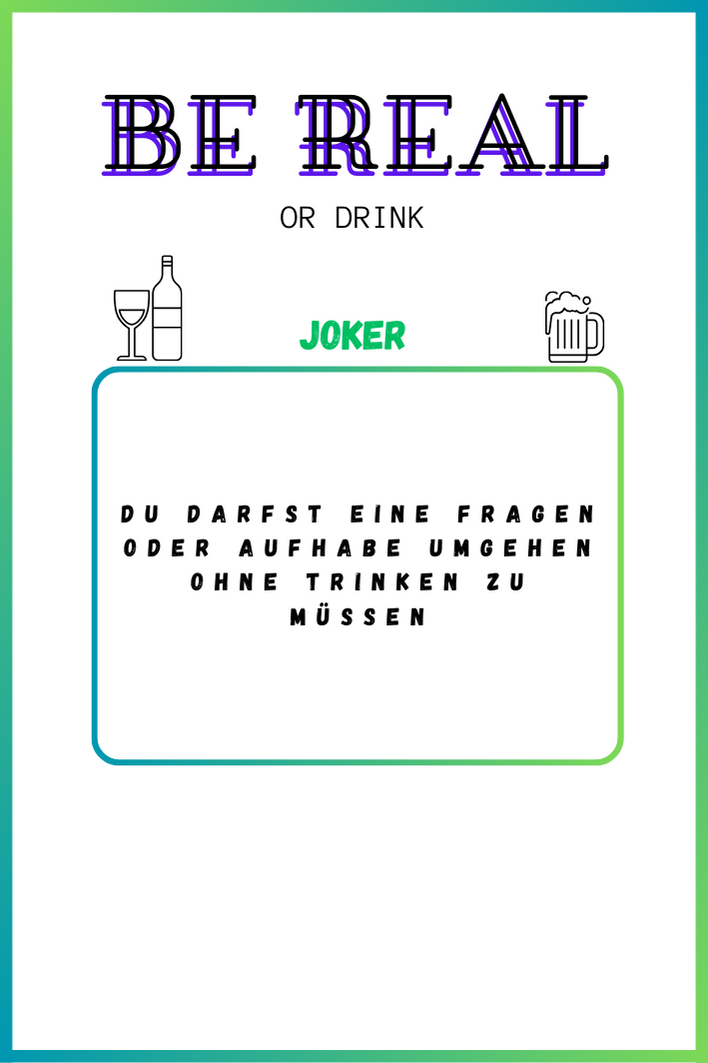 BE REAL
OR DRINK
JOKER
DU DARFST EINE FRAGEN
ODER AUFHABE UMGEHEN
OHNE TRINKEN ZU
MÜSSEN